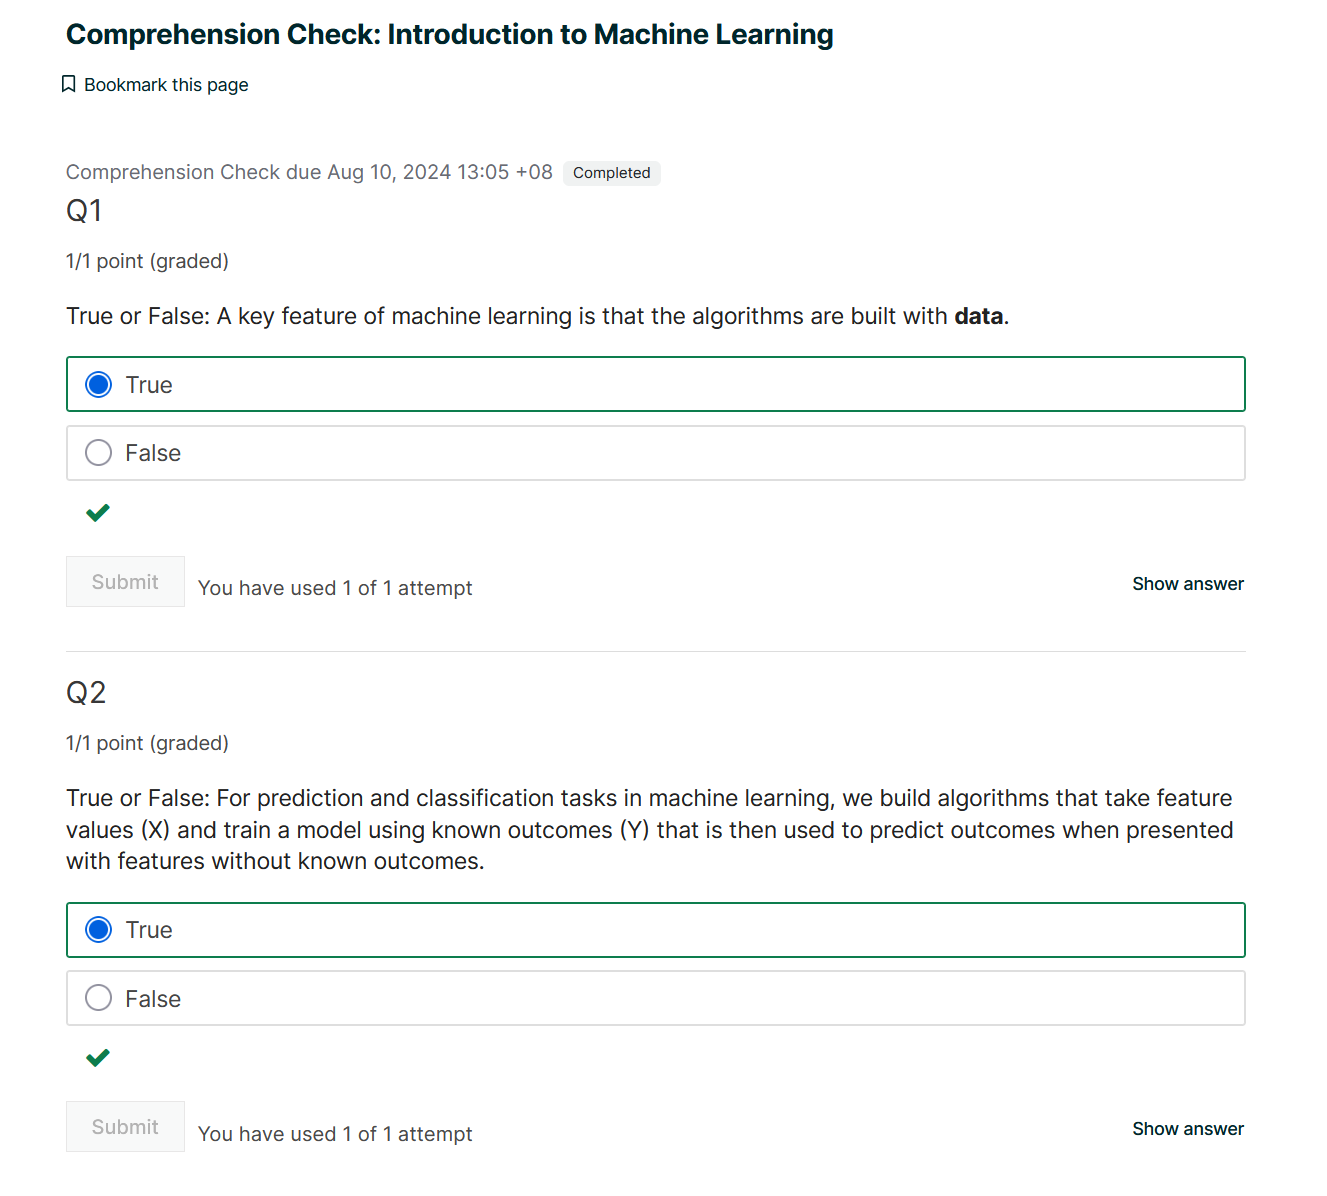 Comprehension Check: Introduction to Machine Learning
Bookmark this page
Comprehension Check due Aug 10, 2024 13:05 +08 Completed
Q1
1/1 point (graded)
True or False: A key feature of machine learning is that the algorithms are built with data.
True
False
Submit You have used 1 of 1 attempt Show answer
Q2
1/1 point (graded)
True or False: For prediction and classification tasks in machine learning, we build algorithms that take feature
values (X) and train a model using known outcomes (Y) that is then used to predict outcomes when presented
with features without known outcomes.
True
False
Submit You have used 1 of 1 attempt Show answer